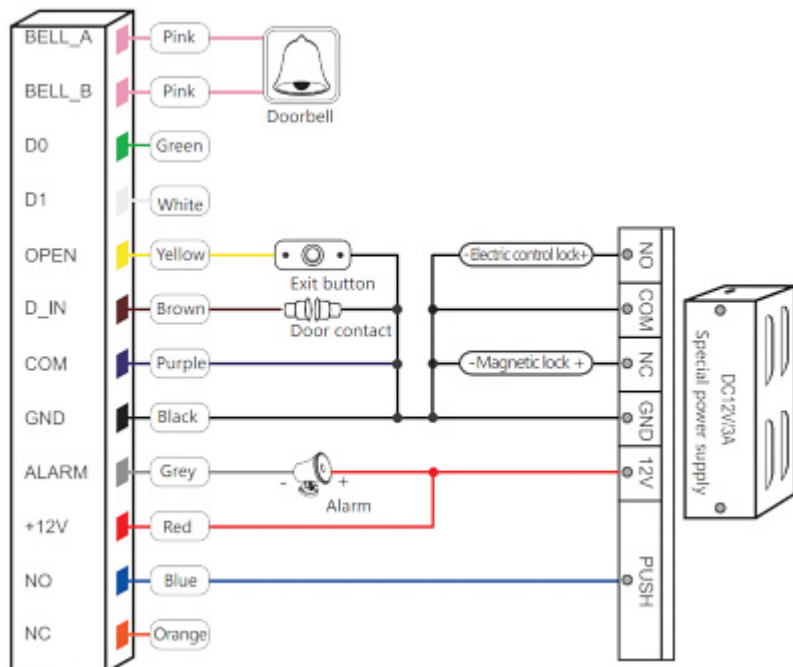 BELL_A Pink
BELL_B Pink
Doorbell
D0 Green
D1 White
OPEN Yellow
Exit button
-Electric control lock+
NO
D_IN Brown
Door contact
COM
COM Purple
-Magnetic lock +
NC
GND Black
GND
ALARM Grey
- +
Alarm
12V
+12V Red
NO Blue
PUSH
NC Orange
DC12V/3A
Special power supply